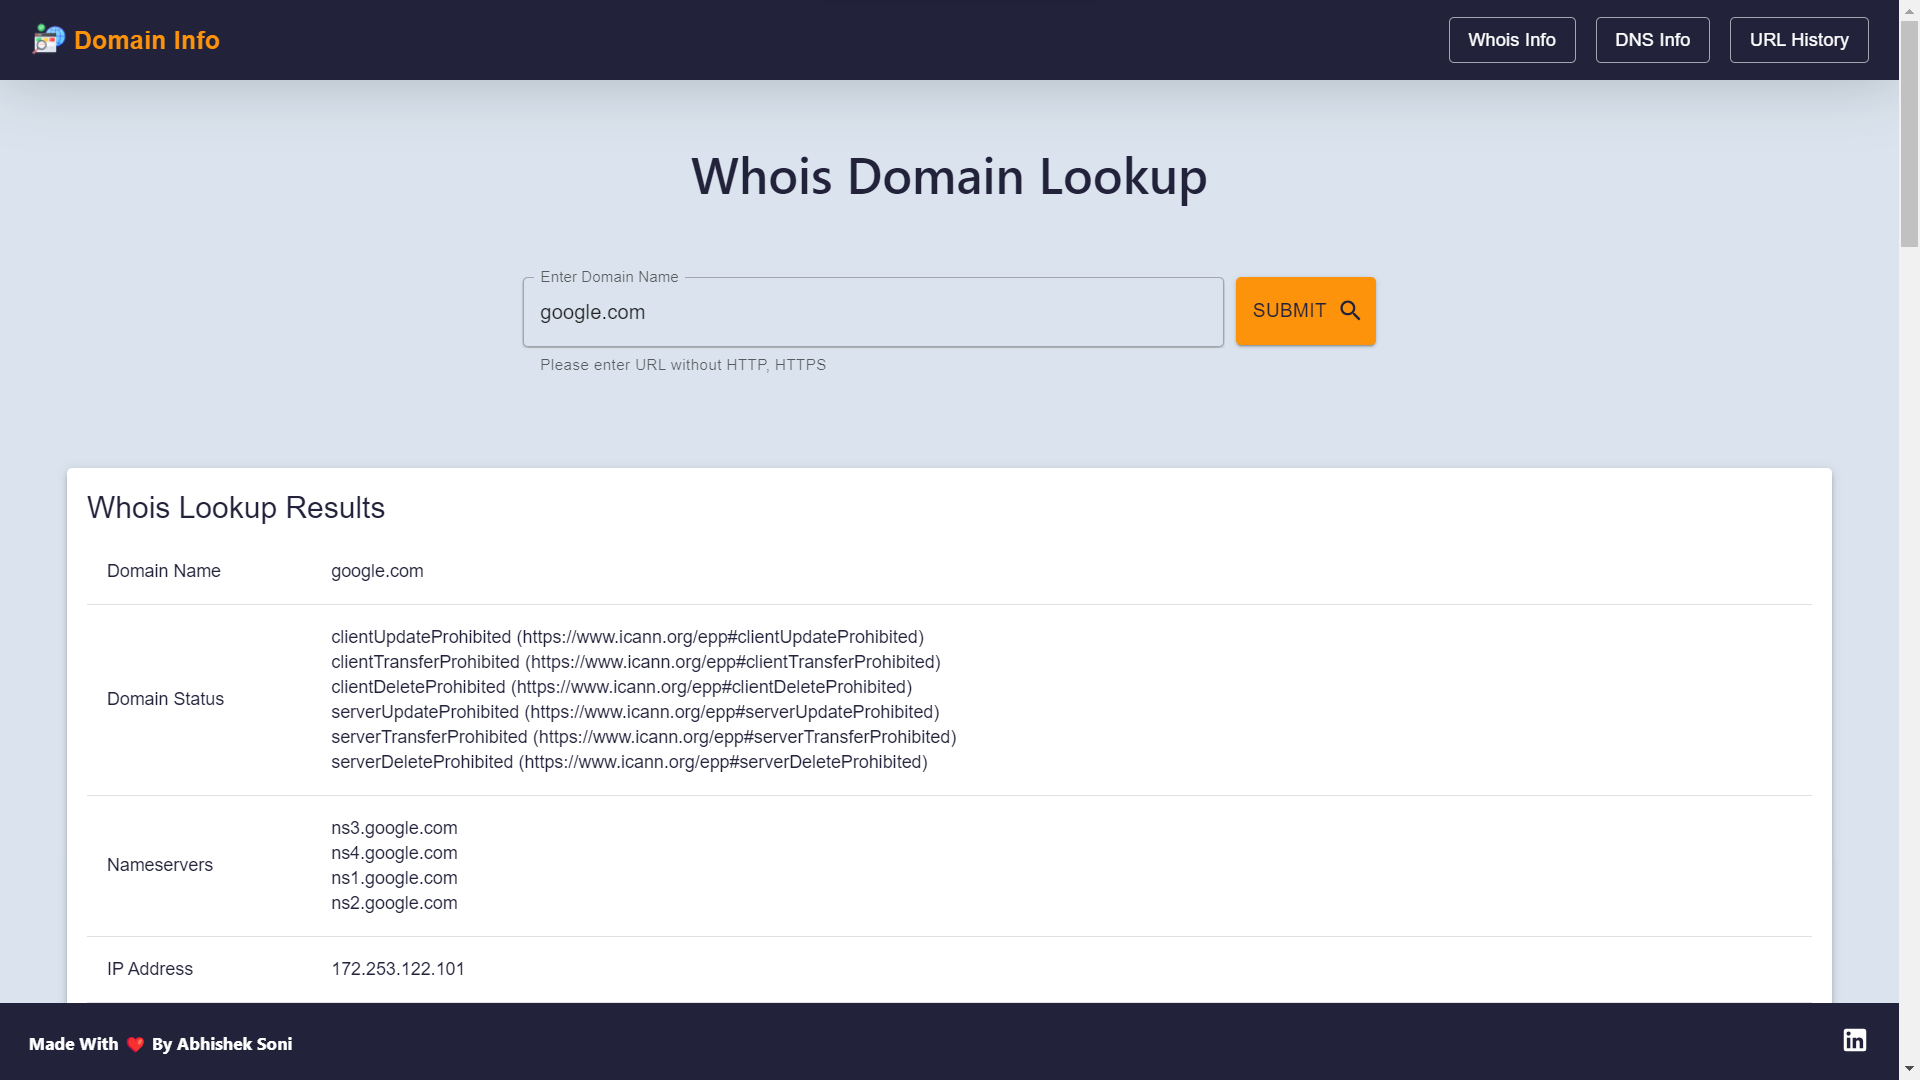 Domain Info
Whois Info
DNS Info
URL History
Whois Domain Lookup
Enter Domain Name
google.com
SUBMIT
Please enter URL without HTTP, HTTPS
Whois Lookup Results
Domain Name google.com
Domain Status
clientUpdateProhibited (https://www.icann.org/epp#clientUpdateProhibited)
clientTransferProhibited (https://www.icann.org/epp#clientTransferProhibited)
clientDeleteProhibited (https://www.icann.org/epp#clientDeleteProhibited)
serverUpdateProhibited (https://www.icann.org/epp#serverUpdateProhibited)
serverTransferProhibited (https://www.icann.org/epp#serverTransferProhibited)
serverDeleteProhibited (https://www.icann.org/epp#serverDeleteProhibited)
Nameservers
ns3.google.com
ns4.google.com
ns1.google.com
ns2.google.com
IP Address 172.253.122.101
Made With ❤️ By Abhishek Soni
in